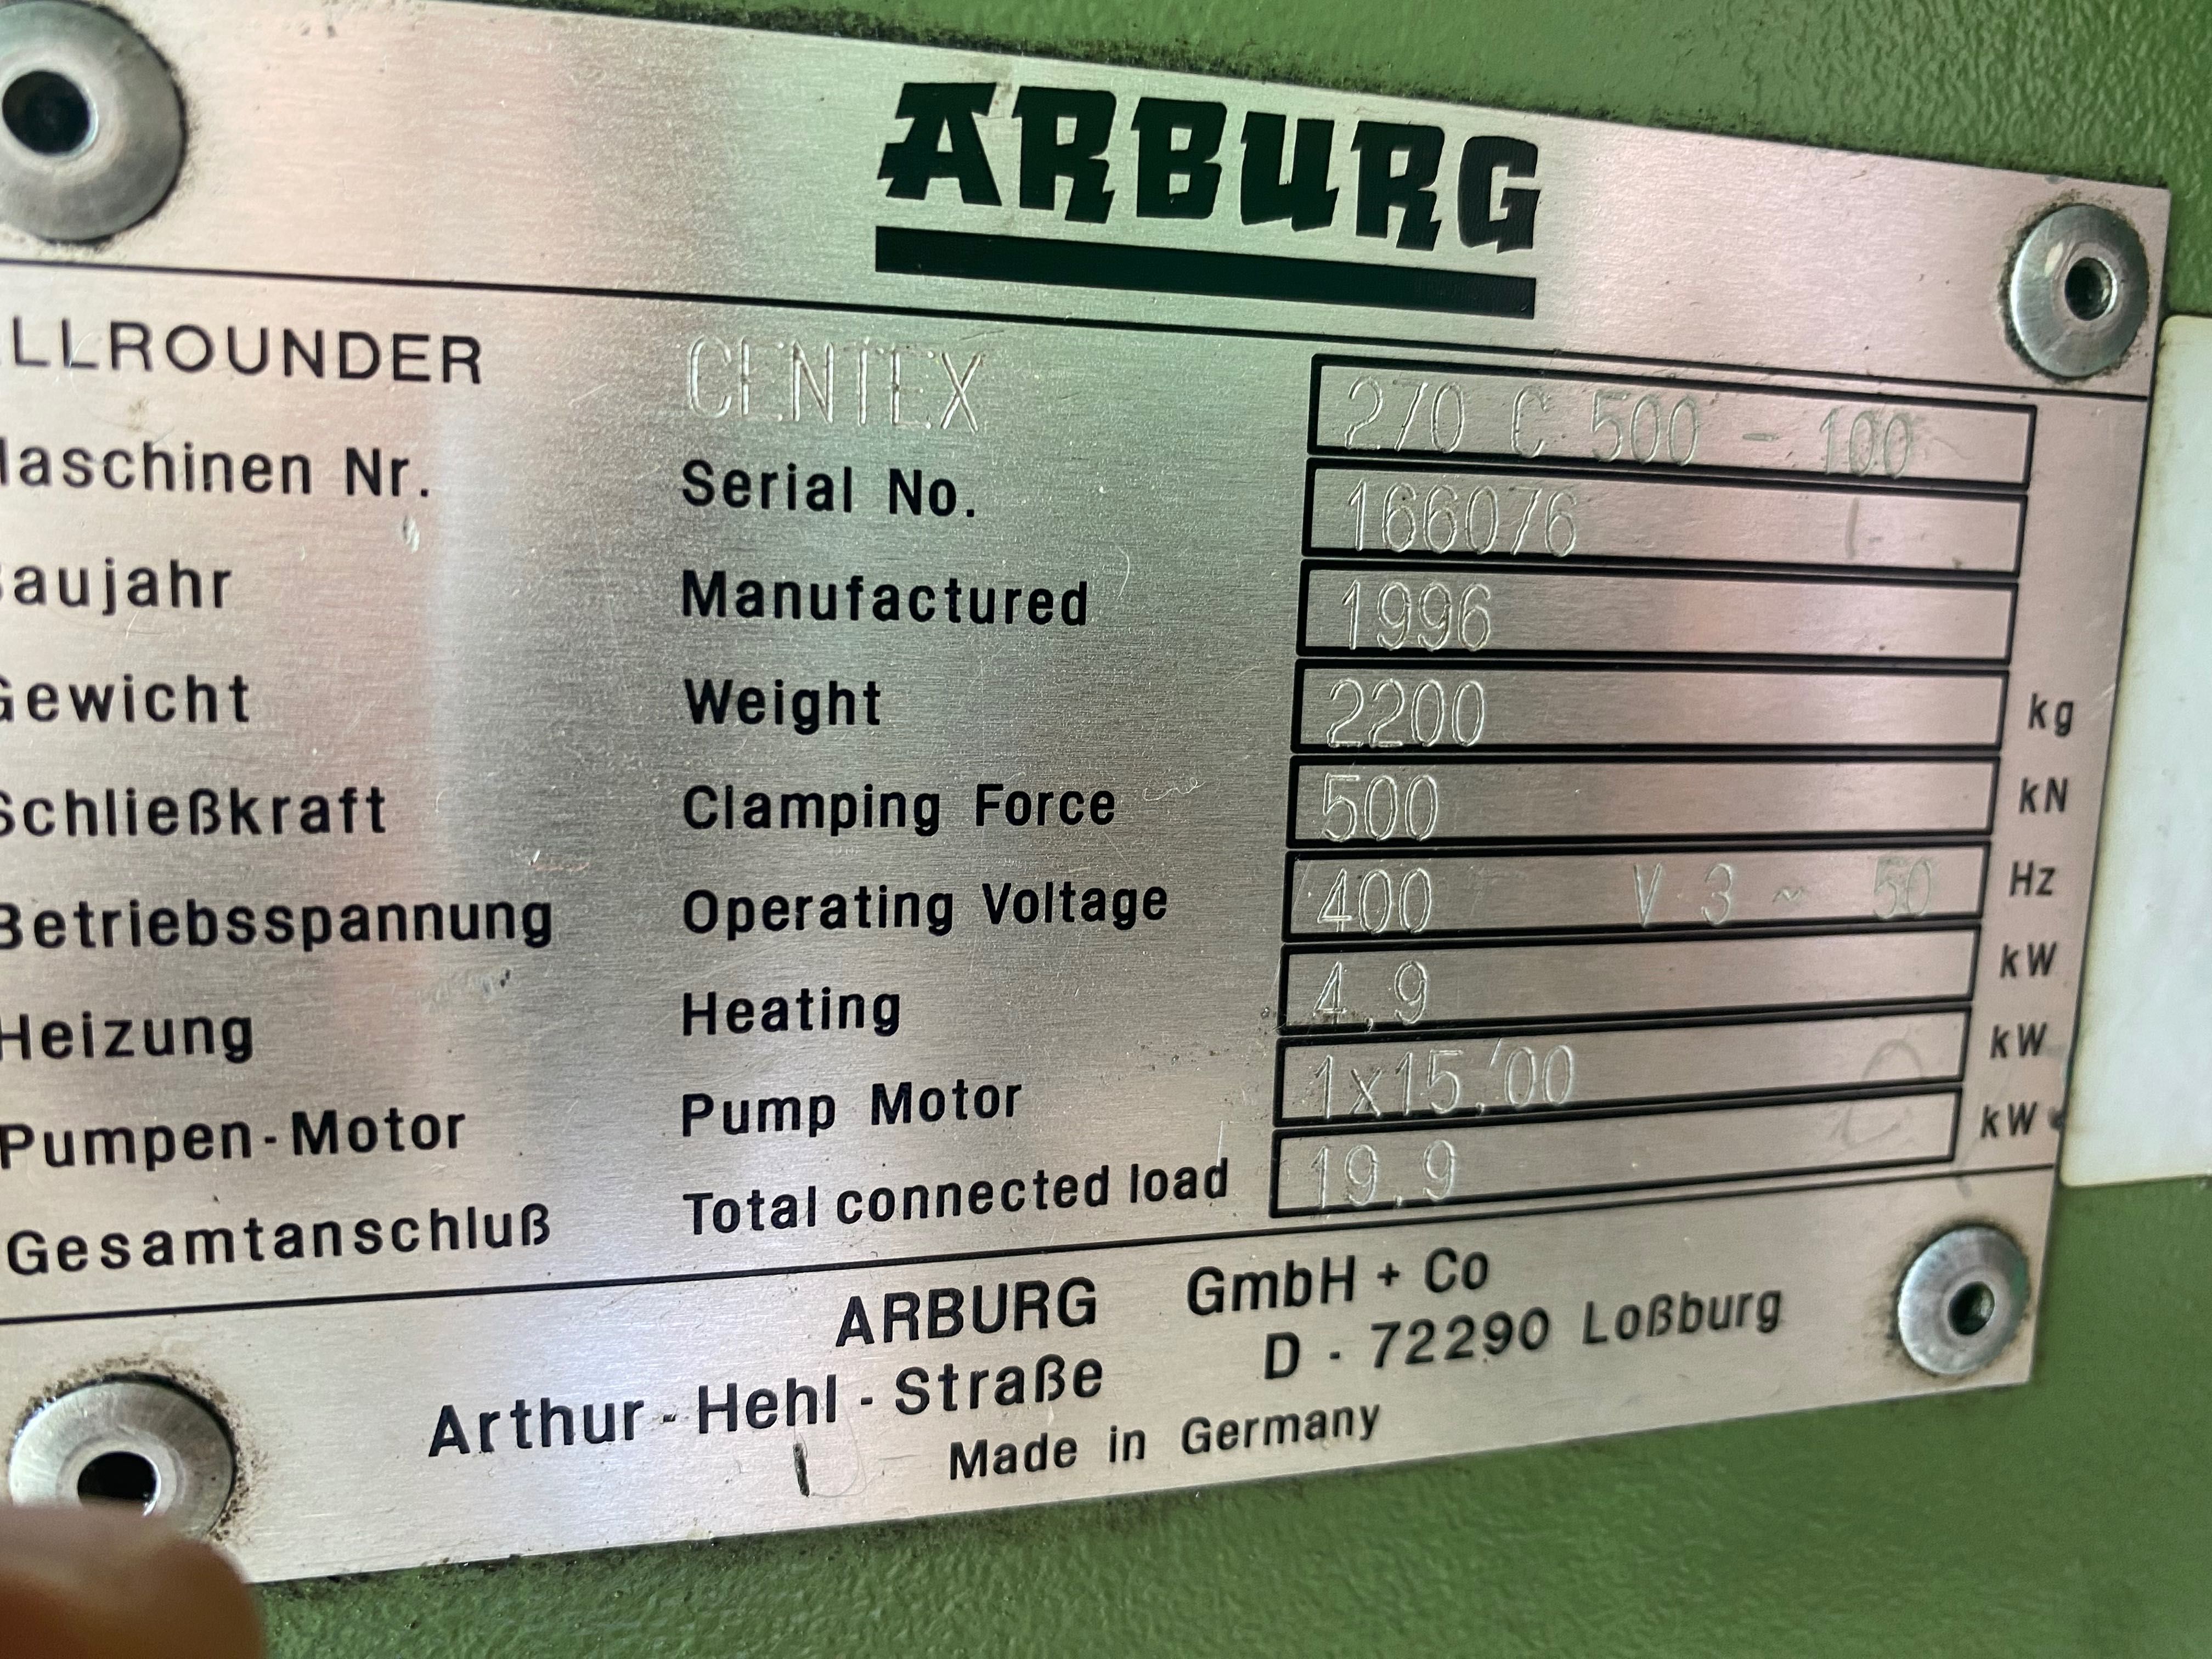 ARBURG
LLROUNDER CENTEX 270 C 500 - 100
aschinen Nr. Serial No. 166076
aujahr Manufactured 1996
Gewicht Weight 2200 kg
Schließkraft Clamping Force 500 kN
Betriebsspannung Operating Voltage 400 V 3 ~ 50 Hz
Heizung Heating 4,9 kW
Pumpen-Motor Pump Motor 1x15,00 kW
Gesamtanschluß Total connected load 19,9 kW
ARBURG GmbH + Co
Arthur - Hehl - Straße D - 72290 Loßburg
Made in Germany